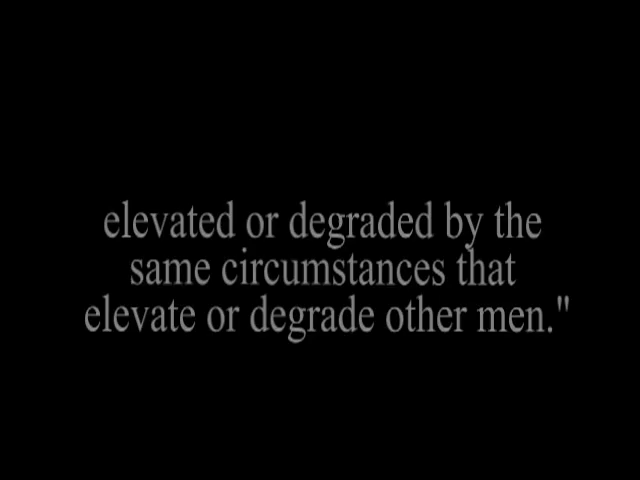 elevated or degraded by the
same circumstances that
elevate or degrade other men."